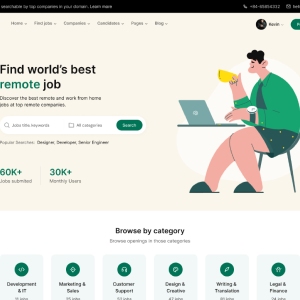 searchable by top companies in your domain. Learn more
Home Find jobs Companies Candidates Pages Blog Kevin
Find world's best
remote job
Discover the best remote and work from home
jobs at top remote companies.
Job title keywords All categories Search
Popular Searches: Designer, Developer, Senior Engineer
60K+ 30K+
Jobs submited Monthly Users
Browse by category
Browse openings in those categories
Development Marketing & Customer Design & Writing & Legal &
& IT Sales Support Creative Translation Finance